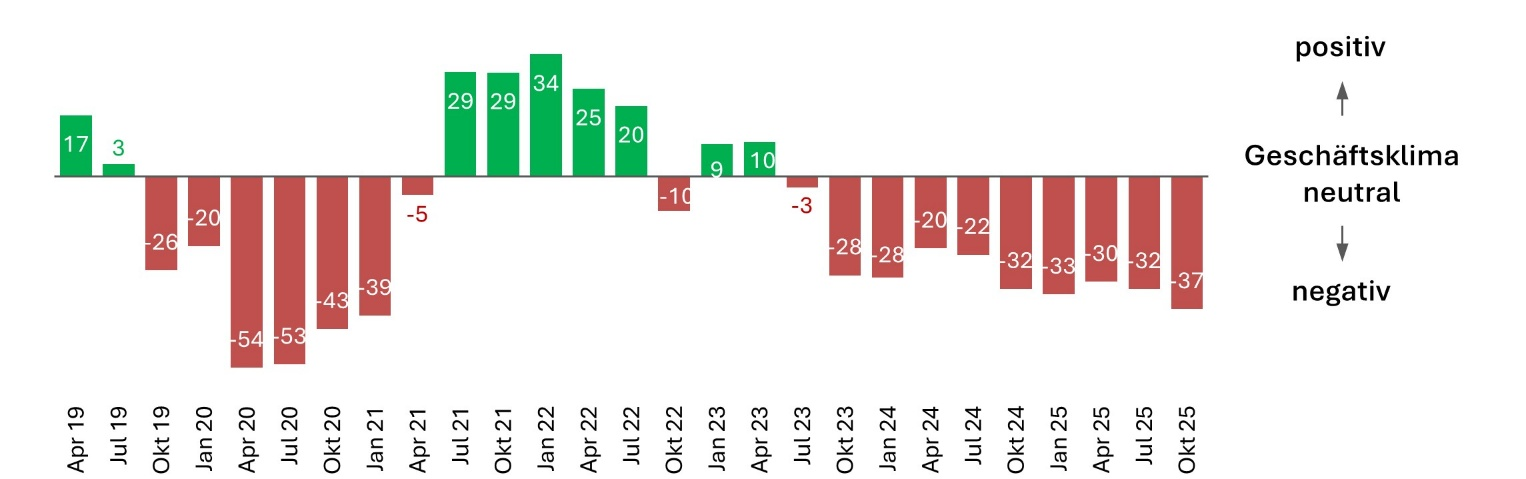 positiv
34
29
29
25
20
17
3
9
10
Geschäftsklima
neutral
-26
-20
-54
-53
-43
-39
-5
-10
-3
-28
-28
-20
-22
-32
-33
-30
-32
-37
negativ
Apr 19
Jul 19
Okt 19
Jan 20
Apr 20
Jul 20
Okt 20
Jan 21
Apr 21
Jul 21
Okt 21
Jan 22
Apr 22
Jul 22
Okt 22
Jan 23
Apr 23
Jul 23
Okt 23
Jan 24
Apr 24
Jul 24
Okt 24
Jan 25
Apr 25
Jul 25
Okt 25